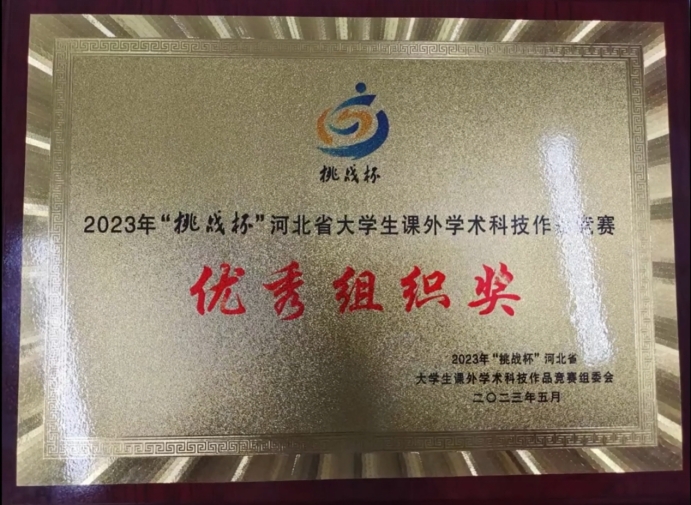 挑战杯
2023年“挑战杯”河北省大学生课外学术科技作品竞赛
优秀组织奖
2023年“挑战杯”河北省
大学生课外学术科技作品竞赛组委会
二〇二三年五月